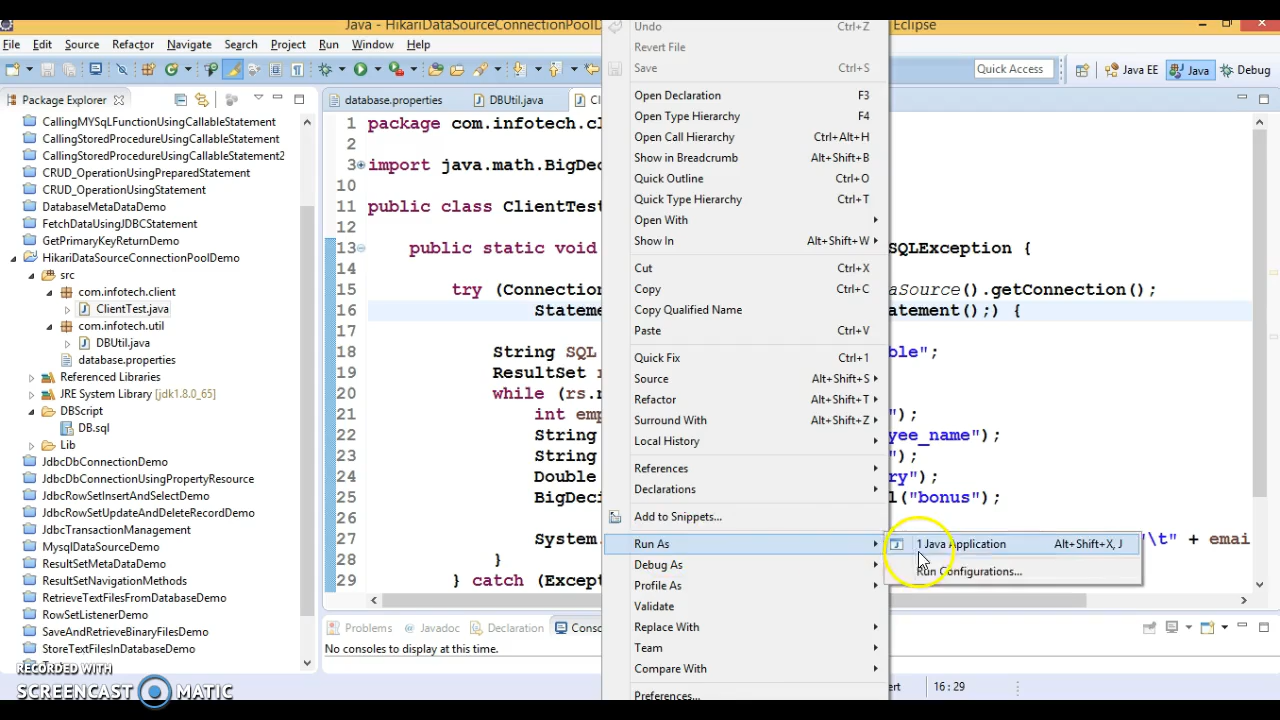 Java - HikariDataSourceConnectionPoolD
Eclipse
File Edit Source Refactor Navigate Search Project Run Window Help
Quick Access
Java EE
Java
Debug
Package Explorer
CallingMYSqLFunctionUsingCallableStatement
CallingStoredProcedureUsingCallableStatement
CallingStoredProcedureUsingCallableStatement2
CRUD_OperationUsingPreparedStatement
CRUD_OperationUsingStatement
DatabaseMetaDataDemo
FetchDataUsingJDBCStatement
GetPrimaryKeyReturnDemo
HikariDataSourceConnectionPoolDemo
src
com.infotech.client
ClientTest.java
com.infotech.util
DBUtil.java
database.properties
Referenced Libraries
JRE System Library [jdk1.8.0_65]
DBScript
DB.sql
Lib
JdbcDbConnectionDemo
JdbcDbConnectionUsingPropertyResource
JdbcRowSetInsertAndSelectDemo
JdbcRowSetUpdateAndDeleteRecordDemo
JdbcTransactionManagement
MysqlDataSourceDemo
ResultSetMetaDataDemo
ResultSetNavigationMethods
RetrieveTextFilesFromDatabaseDemo
RowSetListenerDemo
SaveAndRetrieveBinaryFilesDemo
StoreTextFilesInDatabaseDemo
RECORDED WITH
SCREENCAST MATIC
database.properties
DBUtil.java
Cl
1 package com.infotech.cl
2
3 import java.math.BigDec
10
11 public class ClientTest
12
13 public static void SQLException {
14
15 try (Connection aSource().getConnection();
16 Stateme atement();) {
17
18 String SQL ble";
19 ResultSet r
20 while (rs.n
21 int emp ");
22 String yee_name");
23 String ");
24 Double ry");
25 BigDeci l("bonus");
26
27 System. "\t" + emai
28 }
29 } catch (Except
Undo Ctrl+Z
Revert File
Save Ctrl+S
Open Declaration F3
Open Type Hierarchy F4
Open Call Hierarchy Ctrl+Alt+H
Show in Breadcrumb Alt+Shift+B
Quick Outline Ctrl+O
Quick Type Hierarchy Ctrl+T
Open With
Show In Alt+Shift+W
Cut Ctrl+X
Copy Ctrl+C
Copy Qualified Name
Paste Ctrl+V
Quick Fix Ctrl+1
Source Alt+Shift+S
Refactor Alt+Shift+T
Surround With Alt+Shift+Z
Local History
References
Declarations
Add to Snippets...
Run As
Debug As
Profile As
Validate
Replace With
Team
Compare With
Preferences...
1 Java Application Alt+Shift+X, J
Run Configurations...
Problems
Javadoc
Declaration
Conso
No consoles to display at this time.
ert
16 : 29